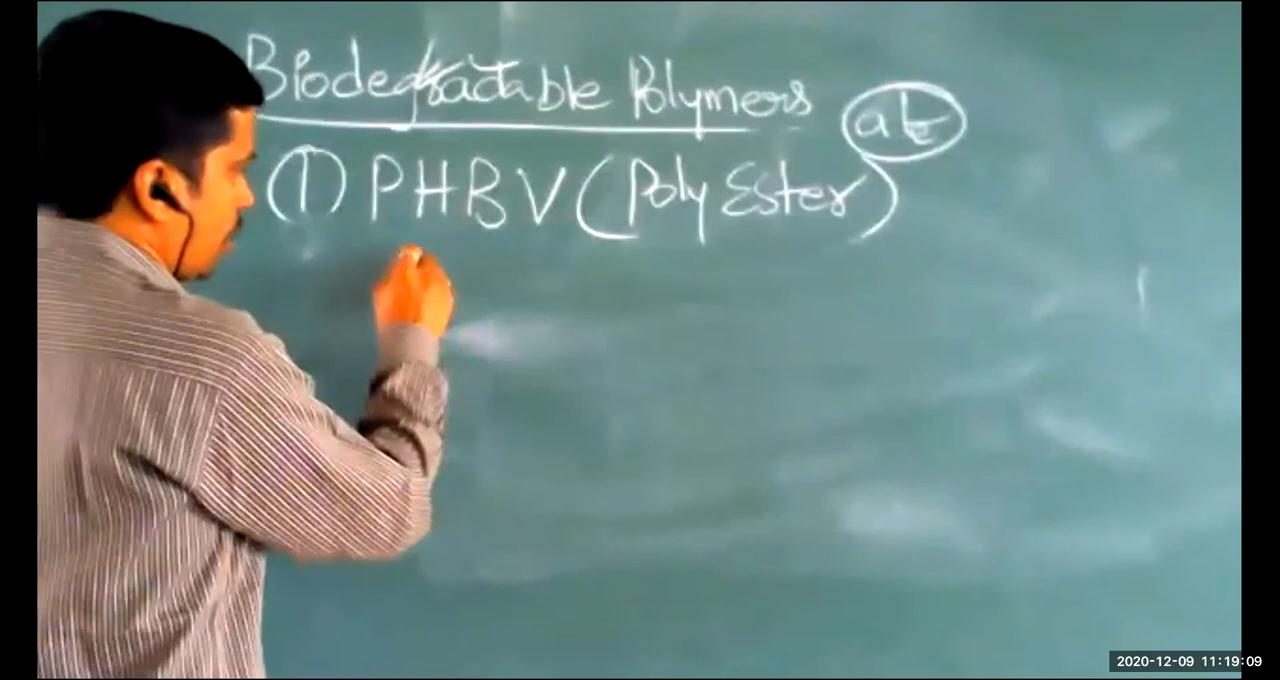 Biodegradable Polymers
(1) PHBV (Poly Ester)
2020-12-09 11:19:09